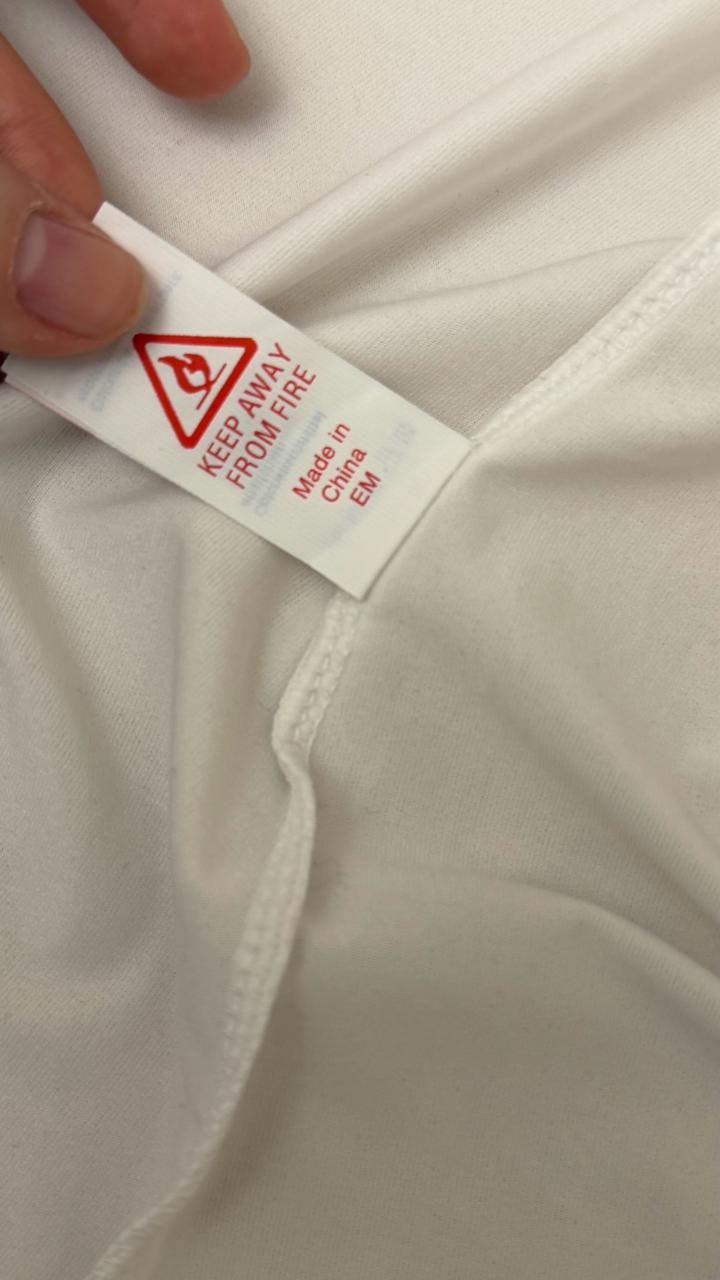 KEEP AWAY
FROM FIRE
Made in
China
EM